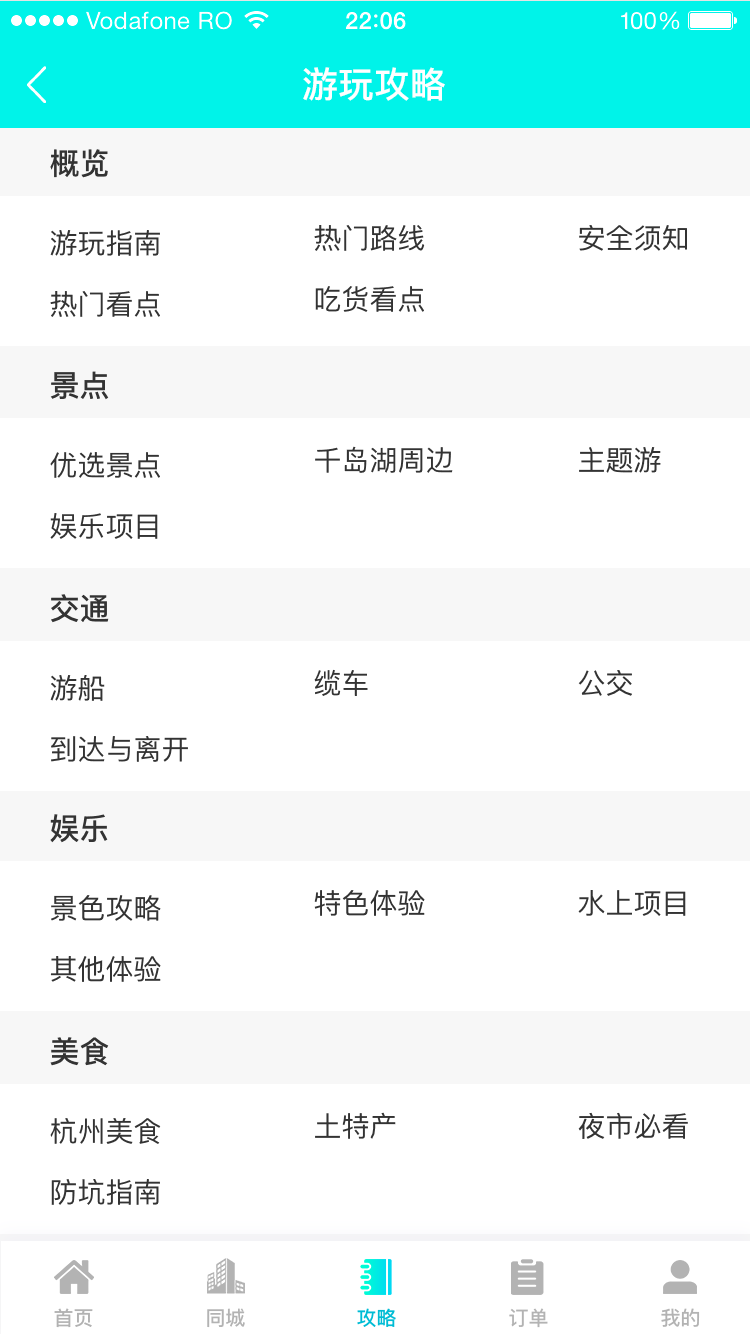 Vodafone RO 22:06 100%
游玩攻略
概览
游玩指南 热门路线 安全须知
热门看点 吃货看点
景点
优选景点 千岛湖周边 主题游
娱乐项目
交通
游船 缆车 公交
到达与离开
娱乐
景色攻略 特色体验 水上项目
其他体验
美食
杭州美食 土特产 夜市必看
防坑指南
首页 同城 攻略 订单 我的